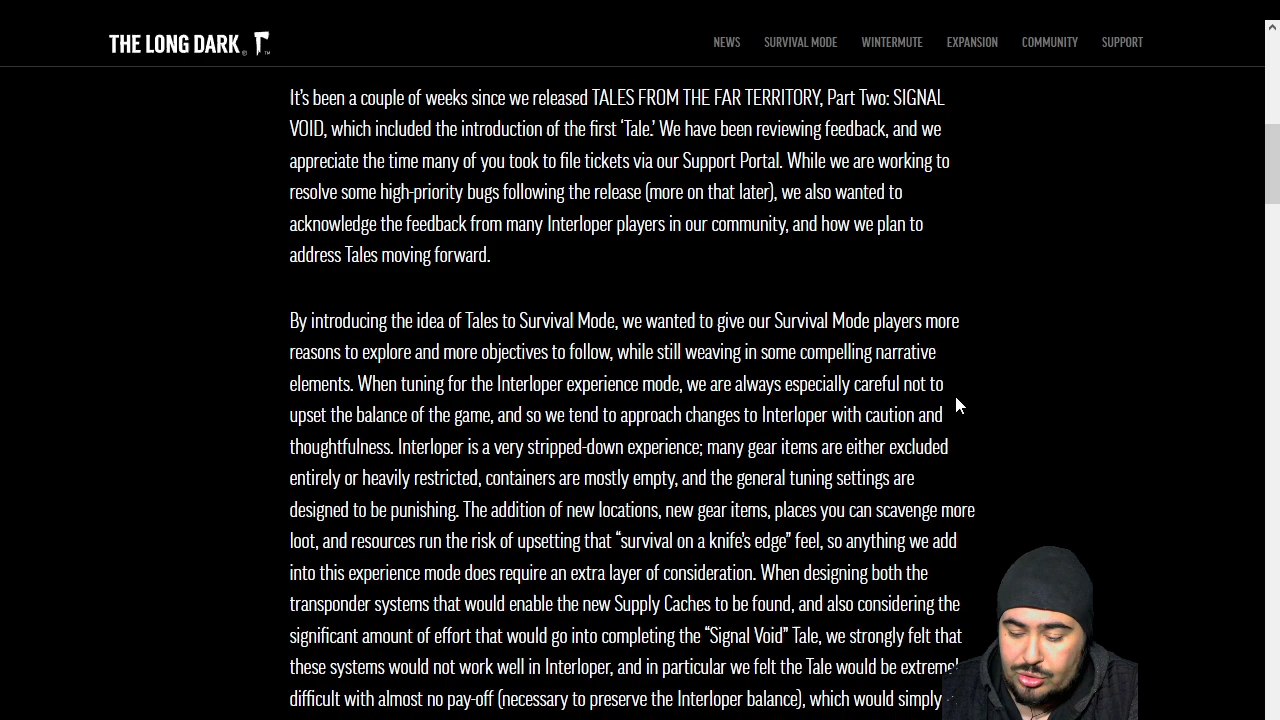 THE LONG DARK
NEWS SURVIVAL MODE WINTERMUTE EXPANSION COMMUNITY SUPPORT
It’s been a couple of weeks since we released TALES FROM THE FAR TERRITORY, Part Two: SIGNAL
VOID, which included the introduction of the first ‘Tale.’ We have been reviewing feedback, and we
appreciate the time many of you took to file tickets via our Support Portal. While we are working to
resolve some high-priority bugs following the release (more on that later), we also wanted to
acknowledge the feedback from many Interloper players in our community, and how we plan to
address Tales moving forward.
By introducing the idea of Tales to Survival Mode, we wanted to give our Survival Mode players more
reasons to explore and more objectives to follow, while still weaving in some compelling narrative
elements. When tuning for the Interloper experience mode, we are always especially careful not to
upset the balance of the game, and so we tend to approach changes to Interloper with caution and
thoughtfulness. Interloper is a very stripped-down experience; many gear items are either excluded
entirely or heavily restricted, containers are mostly empty, and the general tuning settings are
designed to be punishing. The addition of new locations, new gear items, places you can scavenge more
loot, and resources run the risk of upsetting that “survival on a knife’s edge” feel, so anything we add
into this experience mode does require an extra layer of consideration. When designing both the
transponder systems that would enable the new Supply Caches to be found, and also considering the
significant amount of effort that would go into completing the “Signal Void” Tale, we strongly felt that
these systems would not work well in Interloper, and in particular we felt the Tale would be
difficult with almost no pay-off (necessary to preserve the Interloper balance), which would simply